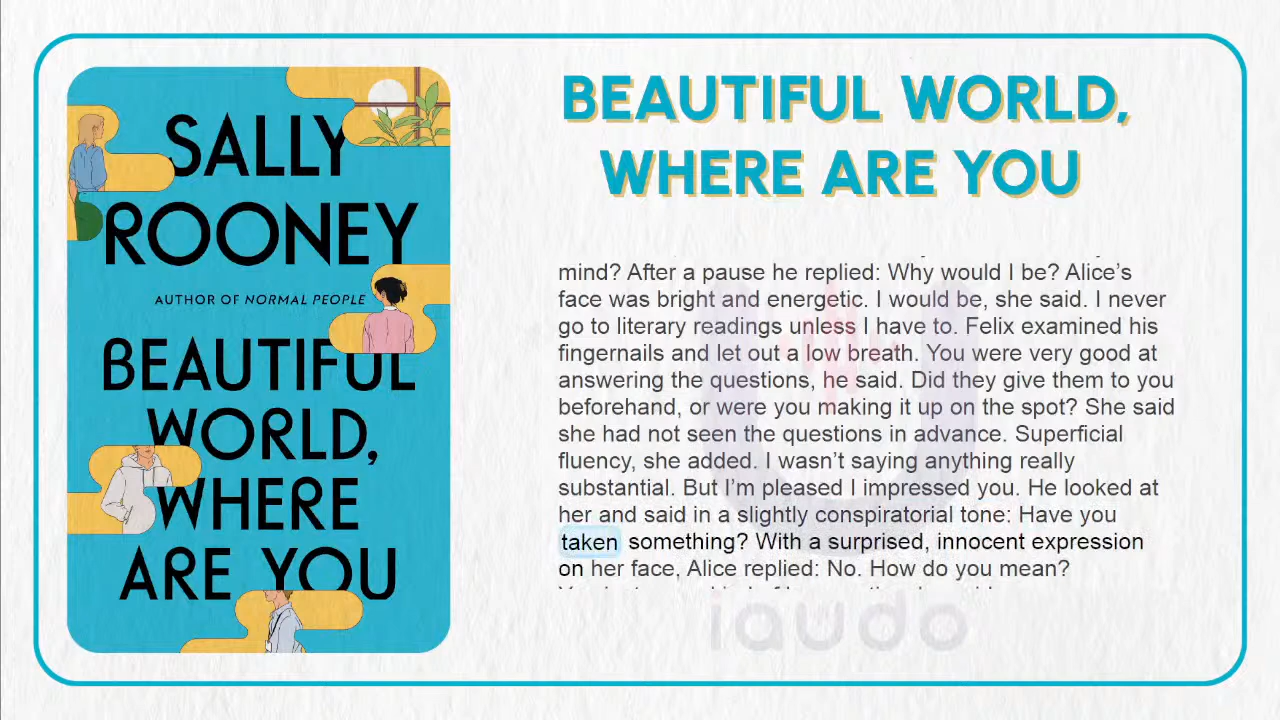 SALLY
ROONEY
AUTHOR OF NORMAL PEOPLE
BEAUTIFUL
WORLD,
WHERE
ARE YOU
BEAUTIFUL WORLD,
WHERE ARE YOU
mind? After a pause he replied: Why would I be? Alice’s
face was bright and energetic. I would be, she said. I never
go to literary readings unless I have to. Felix examined his
fingernails and let out a low breath. You were very good at
answering the questions, he said. Did they give them to you
beforehand, or were you making it up on the spot? She said
she had not seen the questions in advance. Superficial
fluency, she added. I wasn’t saying anything really
substantial. But I’m pleased I impressed you. He looked at
her and said in a slightly conspiratorial tone: Have you
taken something? With a surprised, innocent expression
on her face, Alice replied: No. How do you mean?
iaudo